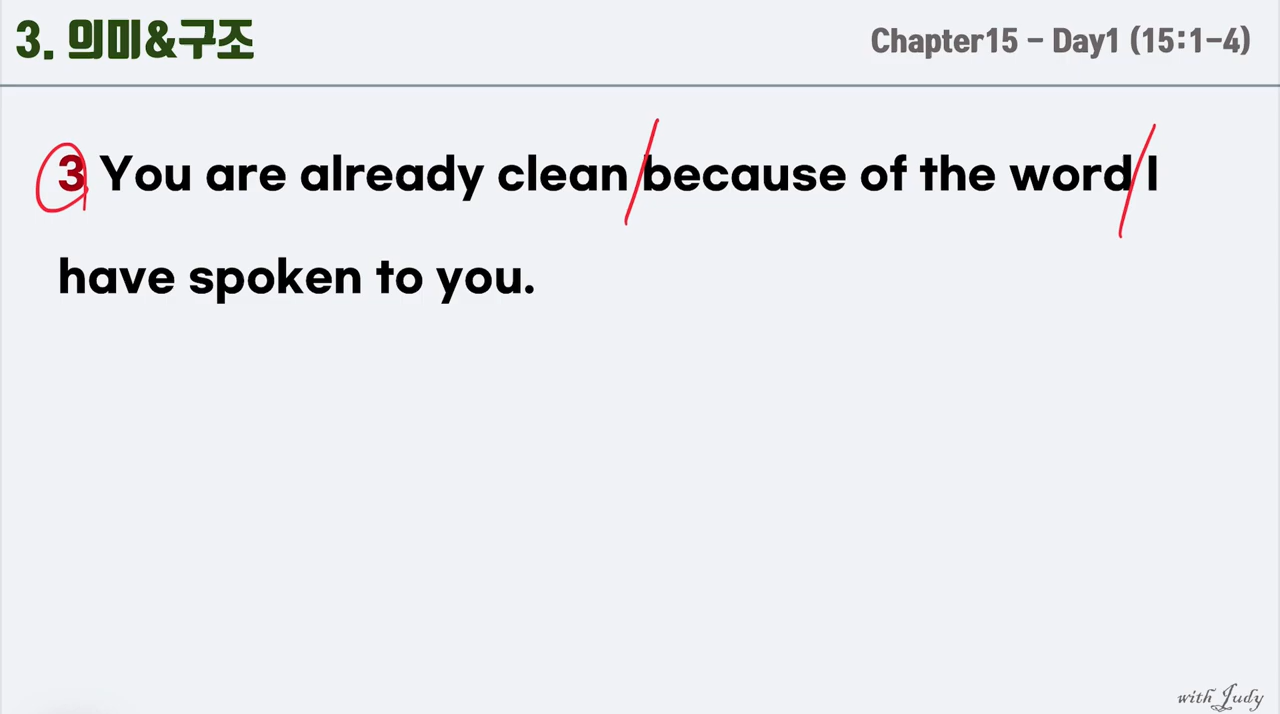 3. 의미&구조
Chapter15 - Day1 (15:1-4)
3 You are already clean because of the word I
have spoken to you.
with Judy